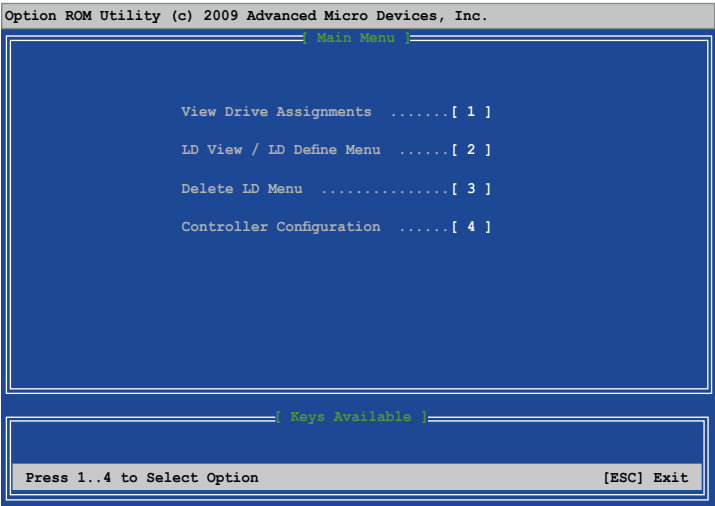 Option ROM Utility (c) 2009 Advanced Micro Devices, Inc.
[ Main Menu ]
View Drive Assignments .......[ 1 ]
LD View / LD Define Menu ......[ 2 ]
Delete LD Menu ...............[ 3 ]
Controller Configuration ......[ 4 ]
[ Keys Available ]
Press 1..4 to Select Option [ESC] Exit